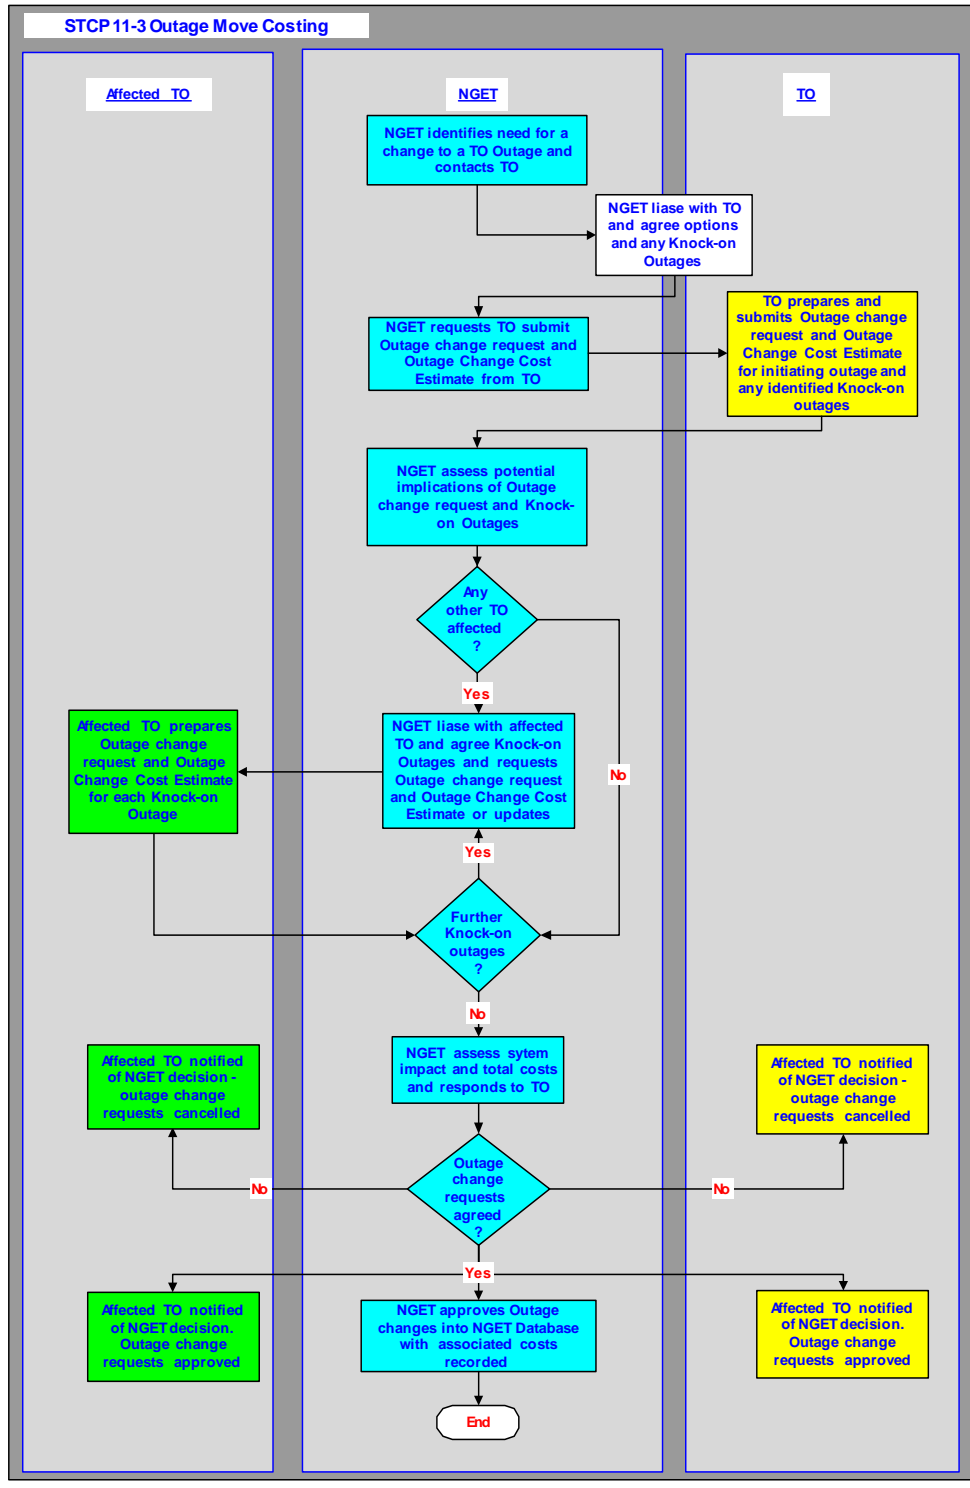 STCP 11-3 Outage Move Costing
Affected TO
NGET
TO
NGET identifies need for a
change to a TO Outage and
contacts TO
NGET liase with TO
and agree options
and any Knock-on
Outages
NGET requests TO submit
Outage change request and
Outage Change Cost
Estimate from TO
TO prepares and
submits Outage change
request and Outage
Change Cost Estimate
for initiating outage and
any identified Knock-on
outages
NGET assess potential
implications of Outage
change request and Knock-
on Outages
Any
other TO
affected
?
Yes
No
NGET liase with affected
TO and agree Knock-on
Outages and requests
Outage change request
and Outage Change Cost
Estimate or updates
Affected TO prepares
Outage change
request and Outage
Change Cost Estimate
for each Knock-on
Outage
Yes
Further
Knock-on
outages
?
No
NGET assess sytem
impact and total costs
and responds to TO
Affected TO notified
of NGET decision -
outage change
requests cancelled
Affected TO notified
of NGET decision -
outage change
requests cancelled
Outage
change
requests
agreed
?
No
No
Yes
Affected TO notified
of NGET decision.
Outage change
requests approved
NGET approves Outage
changes into NGET Database
with associated costs
recorded
Affected TO notified
of NGET decision.
Outage change
requests approved
End